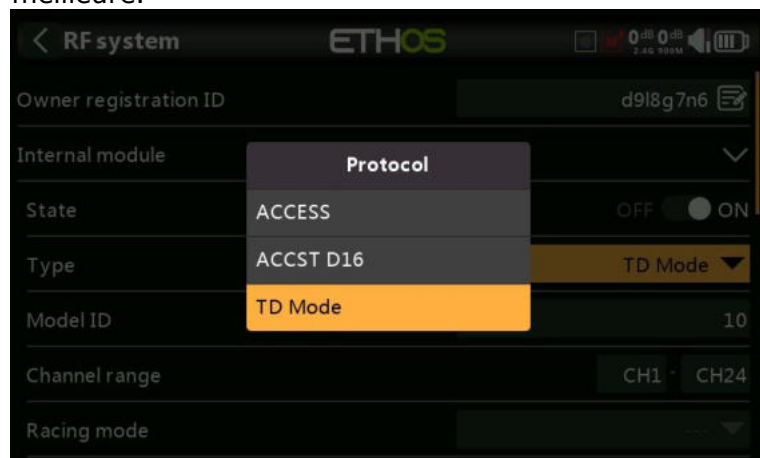 meilleure.
< RF system ETHOS 0dB 0dB
2.4G 900M
Owner registration ID d9l8g7n6
Internal module
Protocol
State OFF ON
ACCESS
ACCST D16
Type TD Mode
TD Mode
Model ID 10
Channel range CH1 - CH24
Racing mode ---